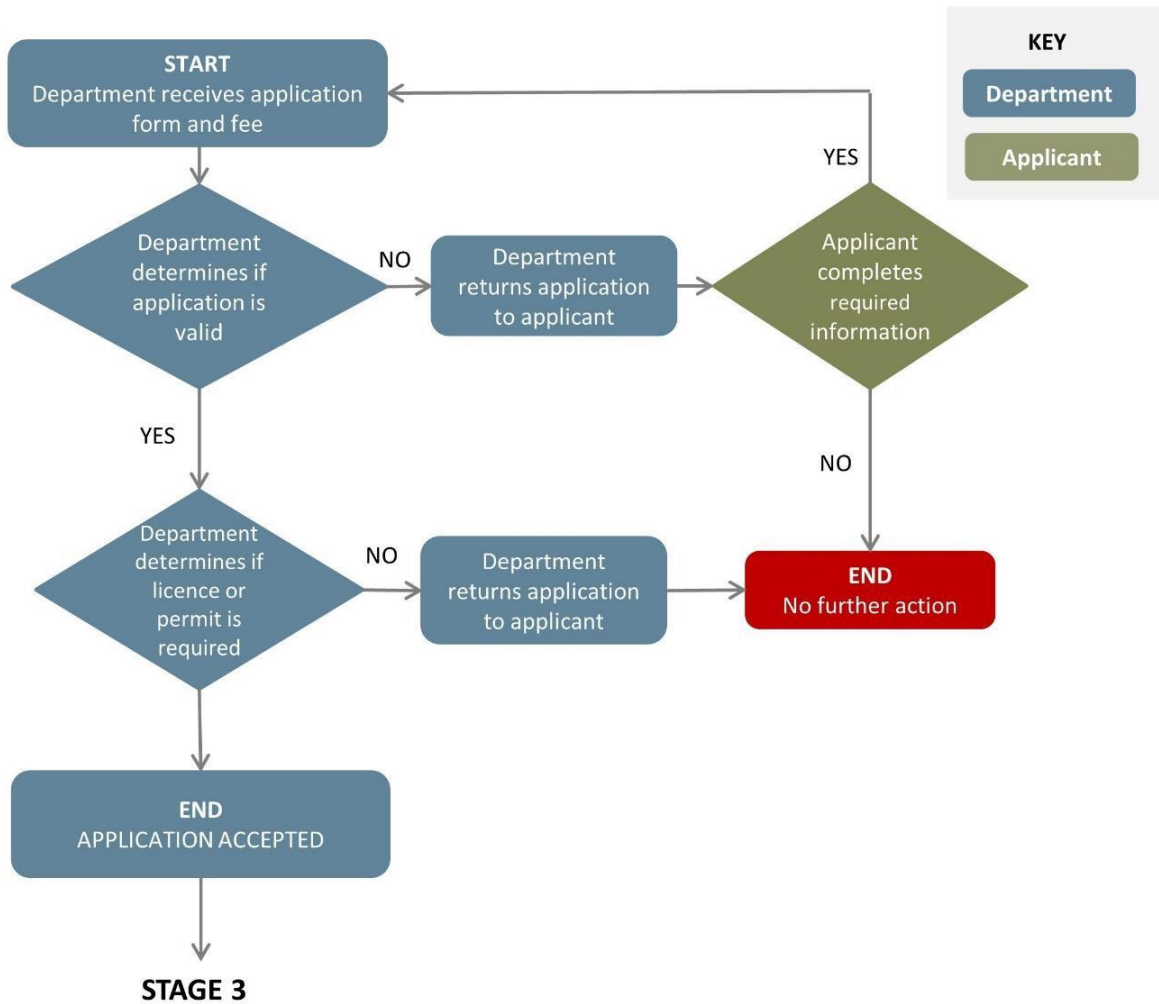 KEY
Department
Applicant
START
Department receives application
form and fee
YES
Department
determines if
application is
valid
NO
Department
returns application
to applicant
Applicant
completes
required
information
YES
NO
Department
determines if
licence or
permit is
required
NO
Department
returns application
to applicant
END
No further action
END
APPLICATION ACCEPTED
STAGE 3